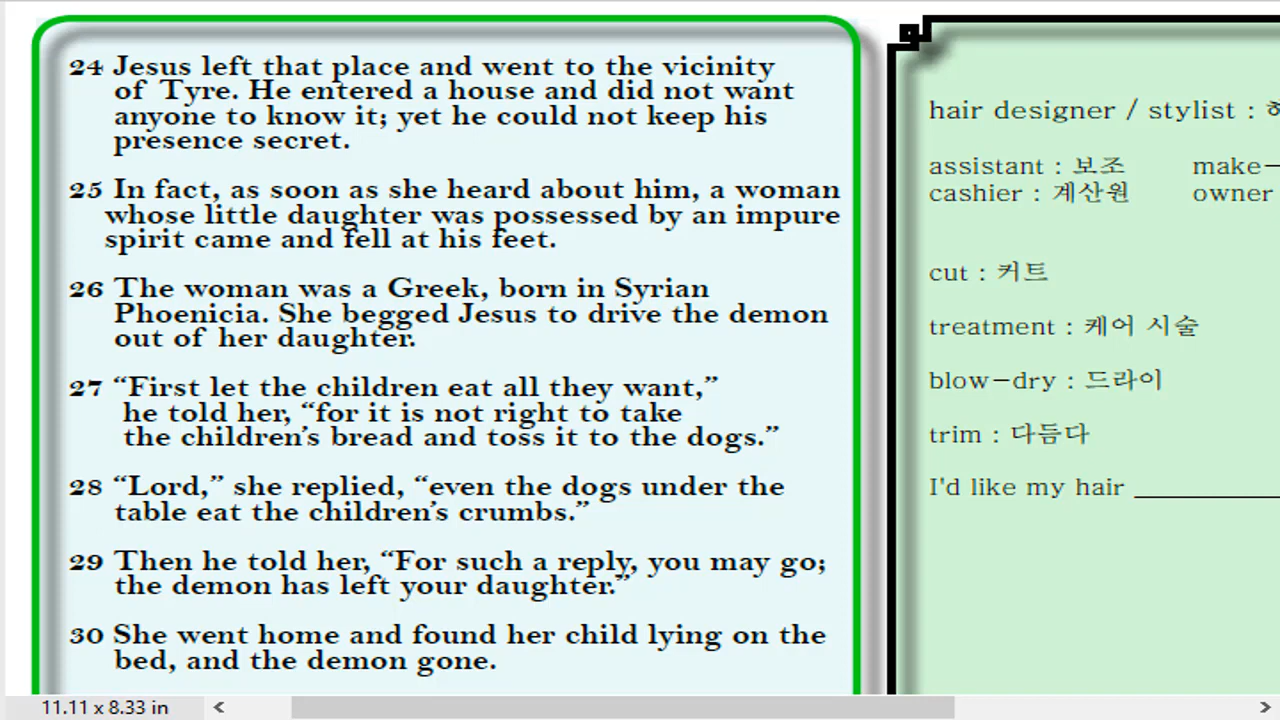 24 Jesus left that place and went to the vicinity
of Tyre. He entered a house and did not want
anyone to know it; yet he could not keep his
presence secret.
25 In fact, as soon as she heard about him, a woman
whose little daughter was possessed by an impure
spirit came and fell at his feet.
26 The woman was a Greek, born in Syrian
Phoenicia. She begged Jesus to drive the demon
out of her daughter.
27 “First let the children eat all they want,”
he told her, “for it is not right to take
the children’s bread and toss it to the dogs.”
28 “Lord,” she replied, “even the dogs under the
table eat the children’s crumbs.”
29 Then he told her, “For such a reply, you may go;
the demon has left your daughter.”
30 She went home and found her child lying on the
bed, and the demon gone.
hair designer / stylist :
assistant : 보조 make-
cashier : 계산원 owner
cut : 커트
treatment : 케어 시술
blow-dry : 드라이
trim : 다듬다
I'd like my hair
11.11 x 8.33 in